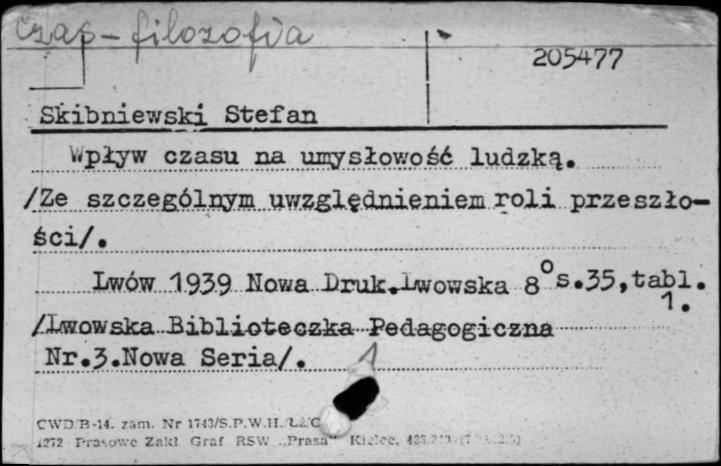 Czas - filozofia
205477
Skibniewski Stefan
Wpływ czasu na umysłowość ludzką.
/Ze szczególnym uwzględnieniem roli przeszło-
ści/.
Lwów 1939 Nowa Druk.Lwowska 8° s.35,tabl.
1.
/Lwowska Biblioteczka Pedagogiczna
Nr.3.Nowa Seria/.
CWD/B-14. zam. Nr 1743/S.P.W.H./Łż/C
1272 Prasowe Zakł Graf RSW „Prasa" Kielce,